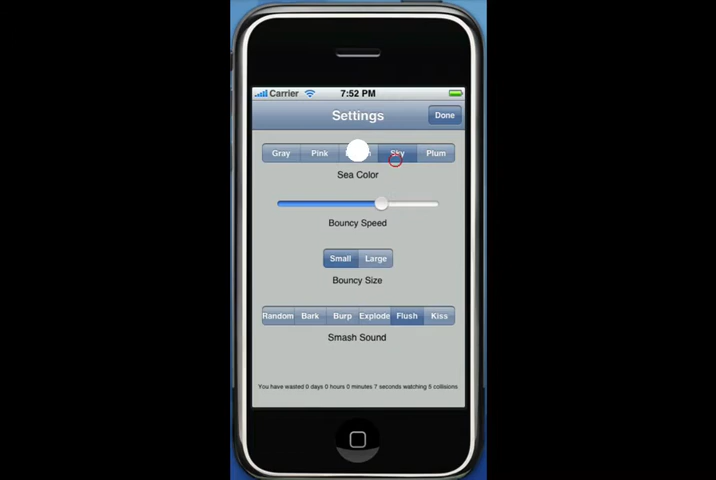 Carrier 7:52 PM
Settings Done
Gray Pink Sky Plum
Sea Color
Bouncy Speed
Small Large
Bouncy Size
Random Bark Burp Explode Flush Kiss
Smash Sound
You have wasted 0 days 0 hours 0 minutes 7 seconds watching 5 collisions